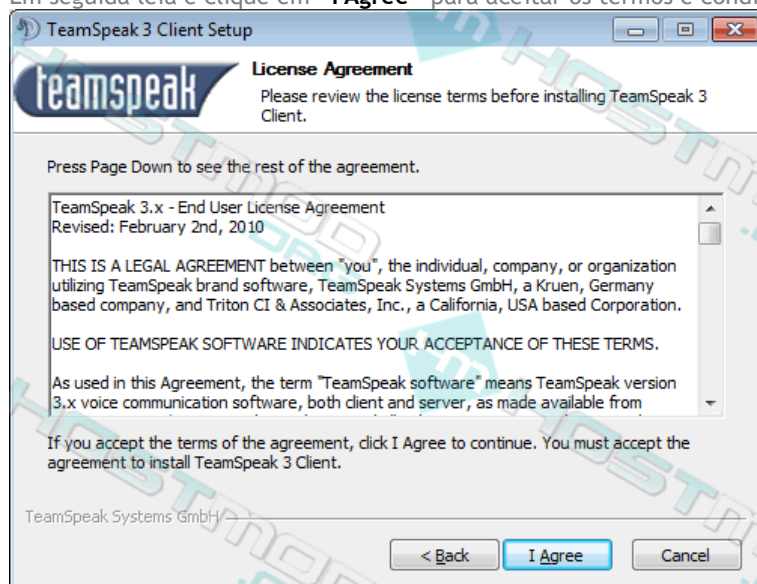 Em seguida leia e clique em "I Agree" para aceitar os termos e condi
TeamSpeak 3 Client Setup
teamspeak
License Agreement
Please review the license terms before installing TeamSpeak 3
Client.
Press Page Down to see the rest of the agreement.
TeamSpeak 3.x - End User License Agreement
Revised: February 2nd, 2010
THIS IS A LEGAL AGREEMENT between "you", the individual, company, or organization
utilizing TeamSpeak brand software, TeamSpeak Systems GmbH, a Kruen, Germany
based company, and Triton CI & Associates, Inc., a California, USA based Corporation.
USE OF TEAMSPEAK SOFTWARE INDICATES YOUR ACCEPTANCE OF THESE TERMS.
As used in this Agreement, the term "TeamSpeak software" means TeamSpeak version
3.x voice communication software, both client and server, as made available from
If you accept the terms of the agreement, click I Agree to continue. You must accept the
agreement to install TeamSpeak 3 Client.
TeamSpeak Systems GmbH
< Back
I Agree
Cancel
HOSTMOD
.ORG